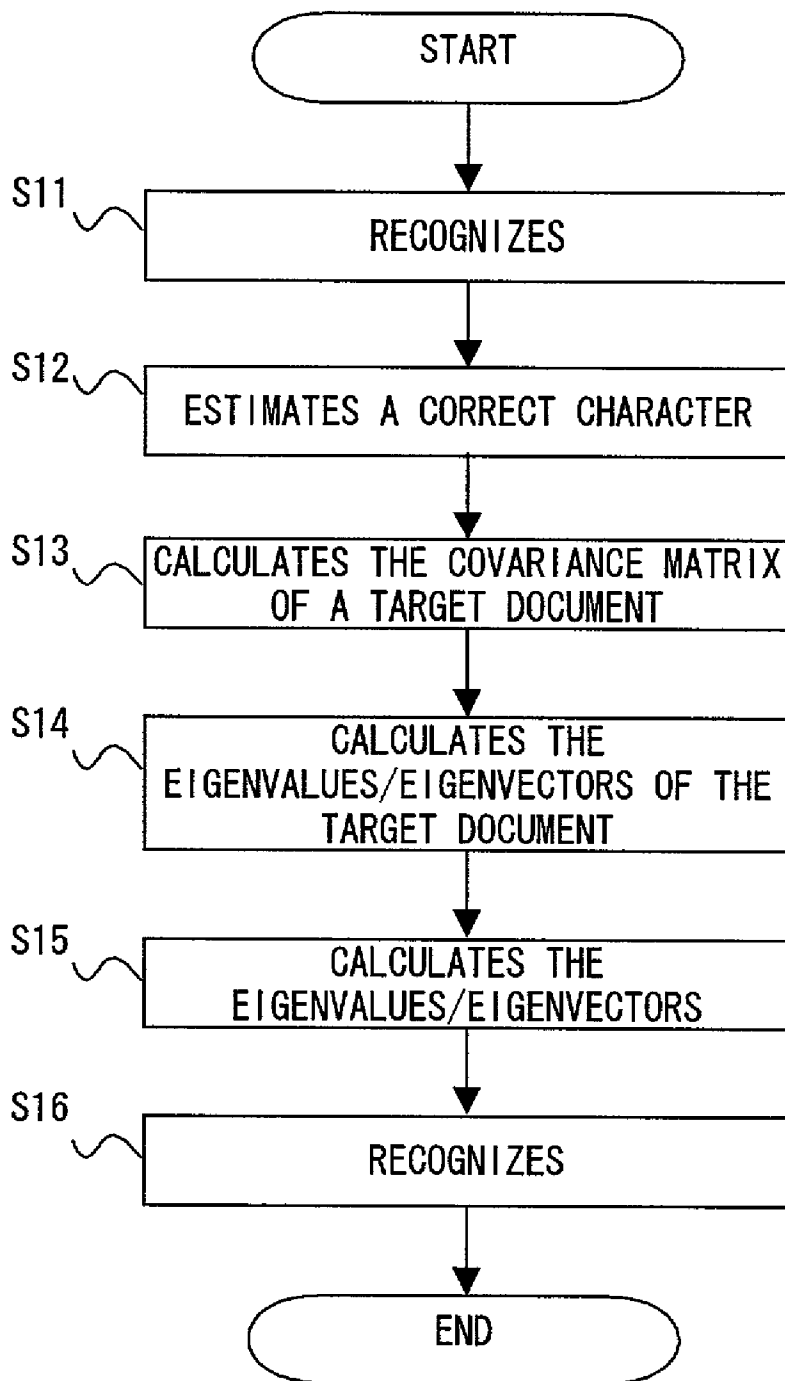 START
S11
RECOGNIZES
S12
ESTIMATES A CORRECT CHARACTER
S13
CALCULATES THE COVARIANCE MATRIX
OF A TARGET DOCUMENT
S14
CALCULATES THE
EIGENVALUES/EIGENVECTORS OF THE
TARGET DOCUMENT
S15
CALCULATES THE
EIGENVALUES/EIGENVECTORS
S16
RECOGNIZES
END